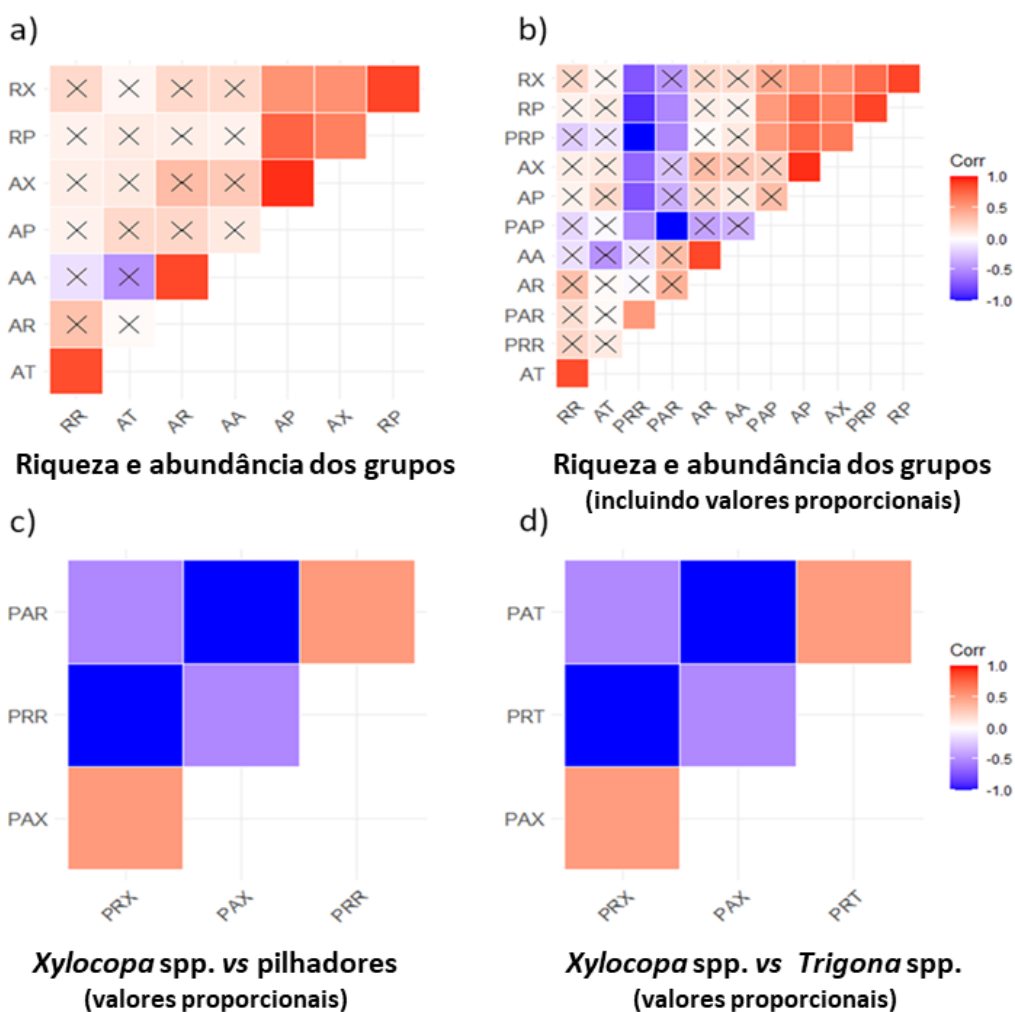 a)
RX
RP
AX
AP
AA
AR
AT
RR AT AR AA AP AX RP
Riqueza e abundância dos grupos
b)
RX
RP
PRP
AX
AP
PAP
AA
AR
PAR
PRR
AT
RR AT PRR PAR AR AA PAP AP AX PRP RP
Corr
1.0
0.5
0.0
-0.5
-1.0
Riqueza e abundância dos grupos
(incluindo valores proporcionais)
c)
PAR
PRR
PAX
PRX PAX PRR
Xylocopa spp. vs pilhadores
(valores proporcionais)
d)
PAT
PRT
PAX
PRX PAX PRT
Corr
1.0
0.5
0.0
-0.5
-1.0
Xylocopa spp. vs Trigona spp.
(valores proporcionais)